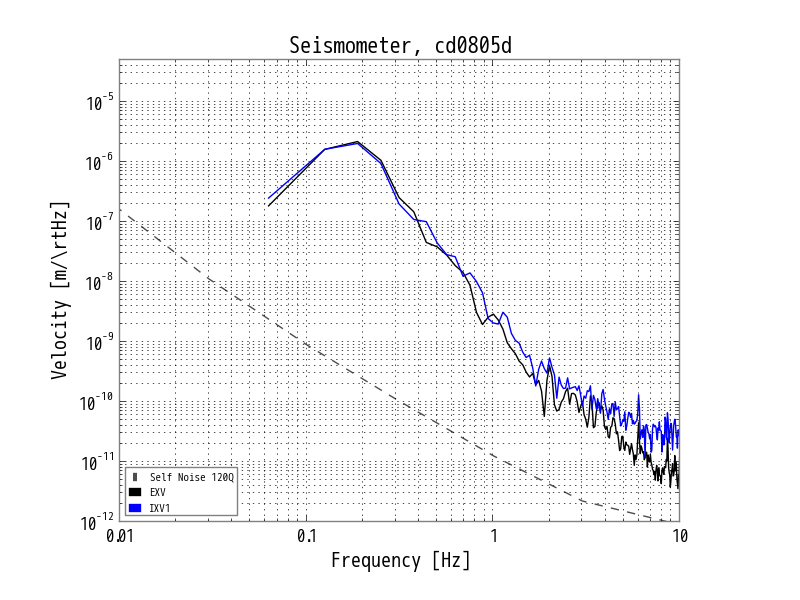 Seismometer, cd0805d
Velocity [m/\rtHz]
10^-5
10^-6
10^-7
10^-8
10^-9
10^-10
10^-11
10^-12
Self Noise 120Q
EXV
IXV1
0.01 0.1 1 10
Frequency [Hz]